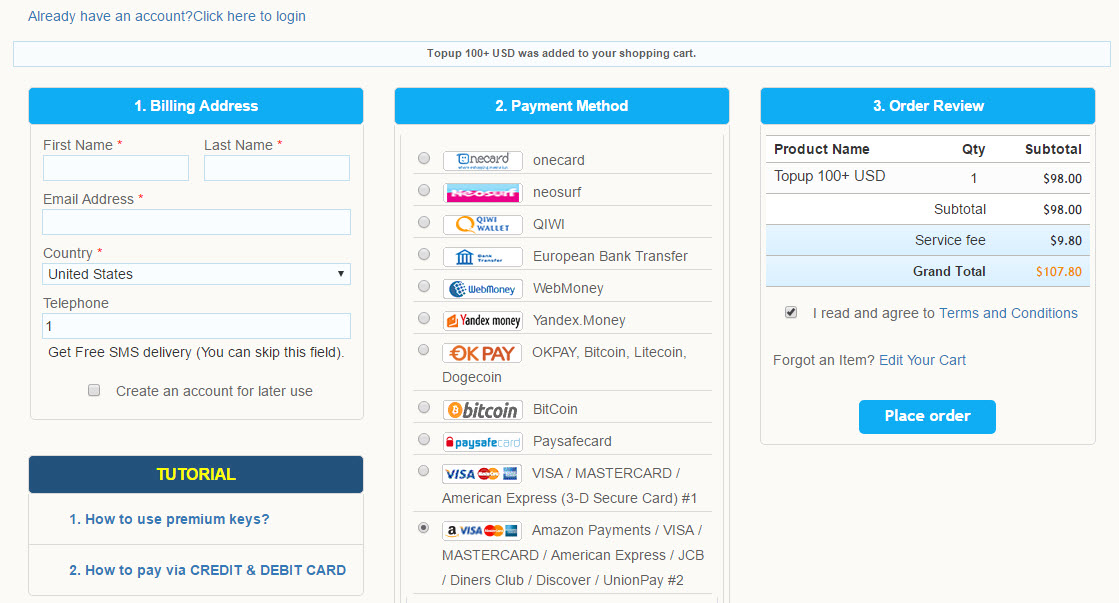 Already have an account?Click here to login
Topup 100+ USD was added to your shopping cart.
1. Billing Address
First Name *
Last Name *
Email Address *
Country *
United States
Telephone
1
Get Free SMS delivery (You can skip this field).
Create an account for later use
TUTORIAL
1. How to use premium keys?
2. How to pay via CREDIT & DEBIT CARD
2. Payment Method
onecard onecard
neosurf neosurf
QIWI WALLET QIWI
Bank Transfer European Bank Transfer
WebMoney WebMoney
Yandex money Yandex.Money
OK PAY OKPAY, Bitcoin, Litecoin,
Dogecoin
bitcoin BitCoin
paysafecard Paysafecard
VISA MasterCard VISA / MASTERCARD /
American Express (3-D Secure Card) #1
a VISA Amazon Payments / VISA /
MASTERCARD / American Express / JCB
/ Diners Club / Discover / UnionPay #2
3. Order Review
Product Name Qty Subtotal
Topup 100+ USD 1 $98.00
Subtotal $98.00
Service fee $9.80
Grand Total $107.80
I read and agree to Terms and Conditions
Forgot an Item? Edit Your Cart
Place order